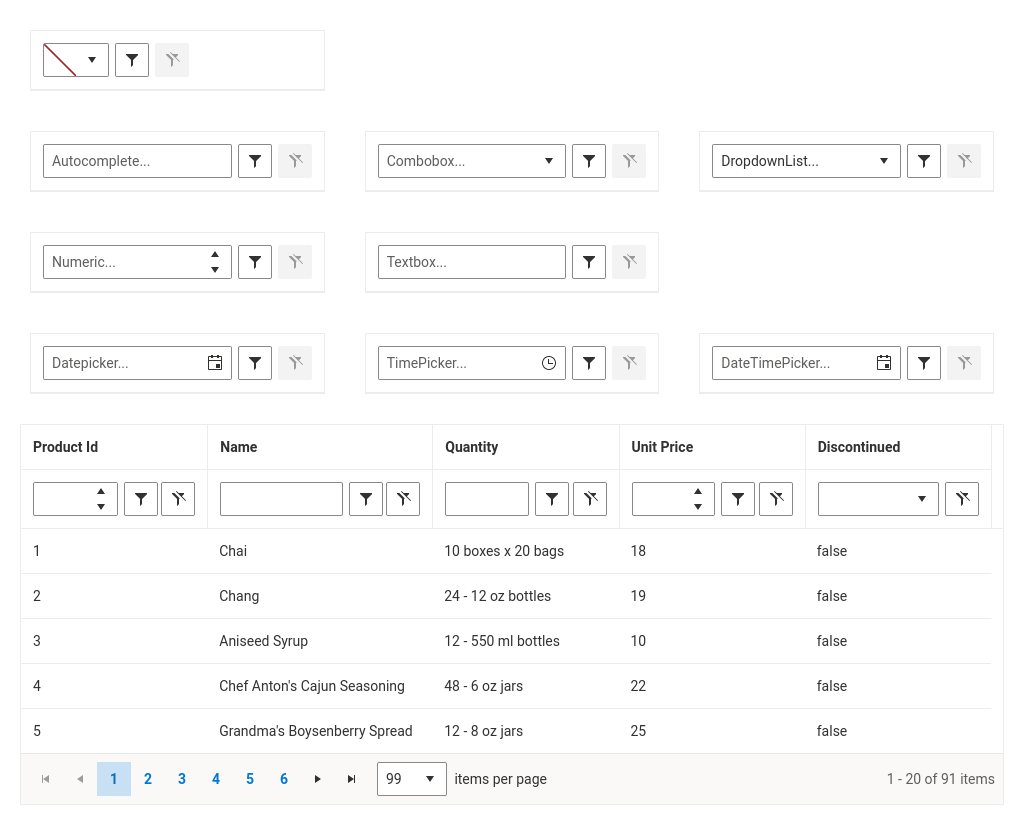 Autocomplete... Combobox... DropdownList...
Numeric... Textbox...
Datepicker... TimePicker... DateTimePicker...
Product Id Name Quantity Unit Price Discontinued
1 Chai 10 boxes x 20 bags 18 false
2 Chang 24 - 12 oz bottles 19 false
3 Aniseed Syrup 12 - 550 ml bottles 10 false
4 Chef Anton's Cajun Seasoning 48 - 6 oz jars 22 false
5 Grandma's Boysenberry Spread 12 - 8 oz jars 25 false
1 2 3 4 5 6 99 items per page 1 - 20 of 91 items